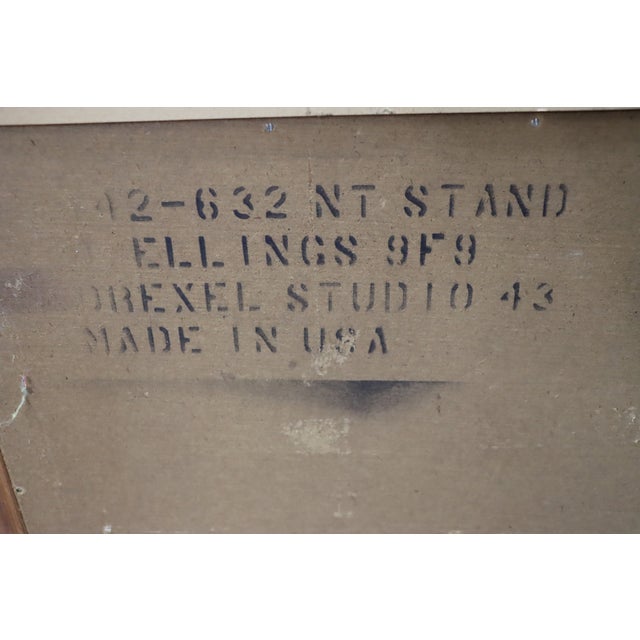 42-632 NT STAND
ELLINGS 9F9
DREXEL STUDIO 43
MADE IN USA